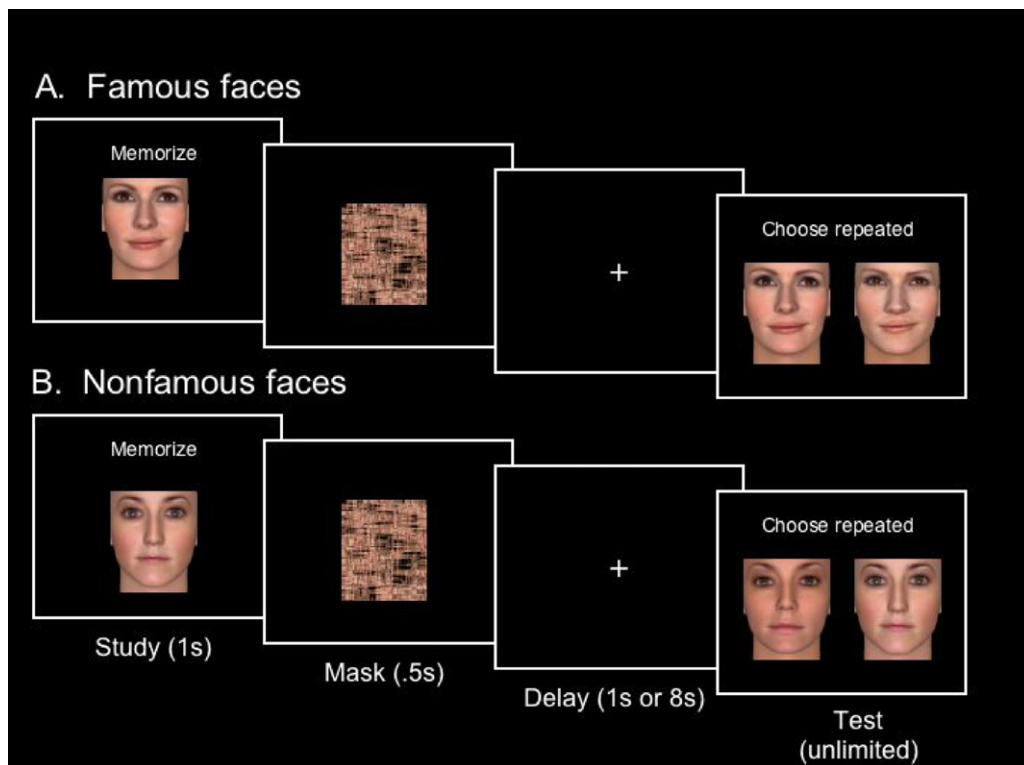 A. Famous faces
Memorize
+
Choose repeated
B. Nonfamous faces
Memorize
+
Choose repeated
Study (1s)
Mask (.5s)
Delay (1s or 8s)
Test
(unlimited)